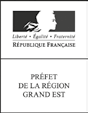 Liberté • Égalité • Fraternité
RÉPUBLIQUE FRANÇAISE
PRÉFET
DE LA RÉGION
GRAND EST